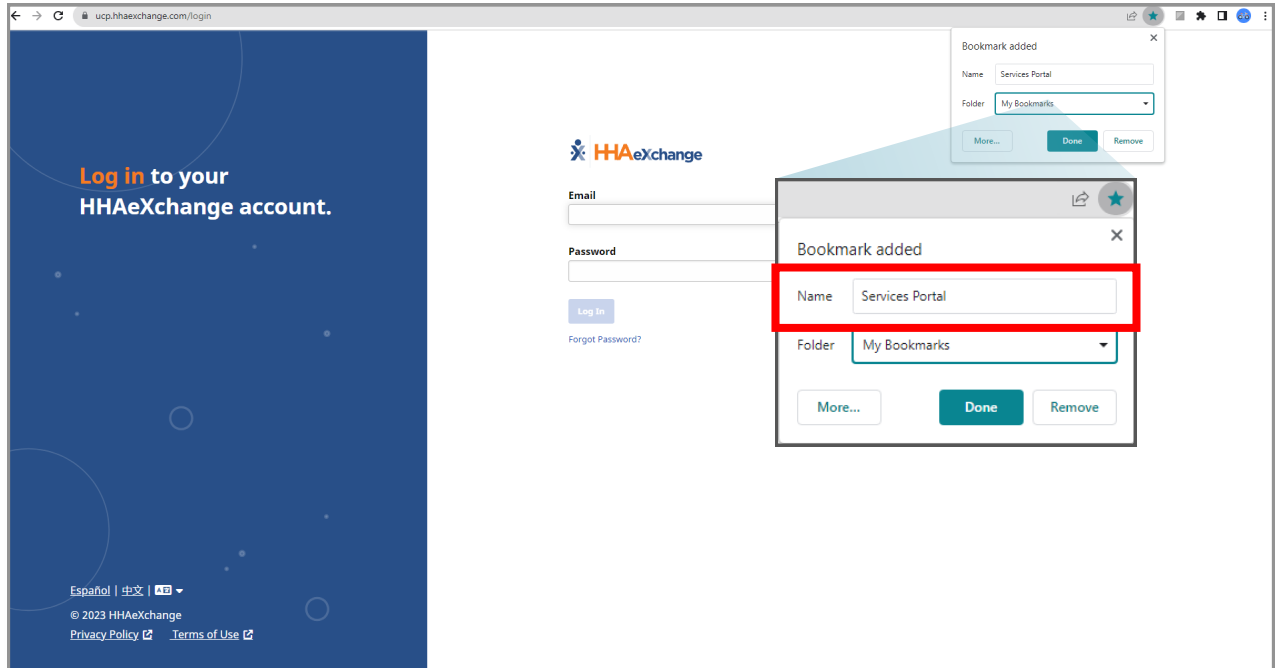 ucp.hhaexchange.com/login
Bookmark added
Name Services Portal
Folder My Bookmarks
More... Done Remove
Log in to your
HHAeXchange account.
HHAeXchange
Email
Password
Log In
Forgot Password?
Bookmark added
Name Services Portal
Folder My Bookmarks
More... Done Remove
Español | 中文 |
© 2023 HHAeXchange
Privacy Policy Terms of Use